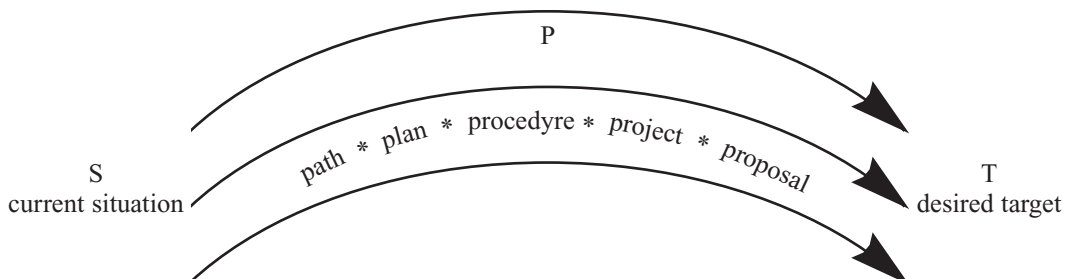 P
path * plan * procedyre * project * proposal
S
current situation
T
desired target